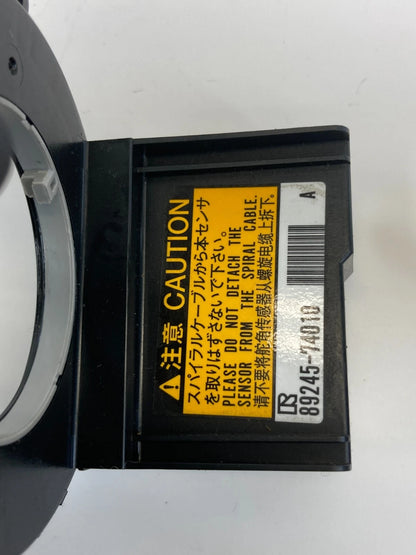 ⚠ 注意 CAUTION
スパイラルケーブルから本センサ
を取りはずさないで下さい。
PLEASE DO NOT DETACH THE
SENSOR FROM THE SPIRAL CABLE.
请不要将舵角传感器从螺旋电缆上拆下。
89245-74010
A